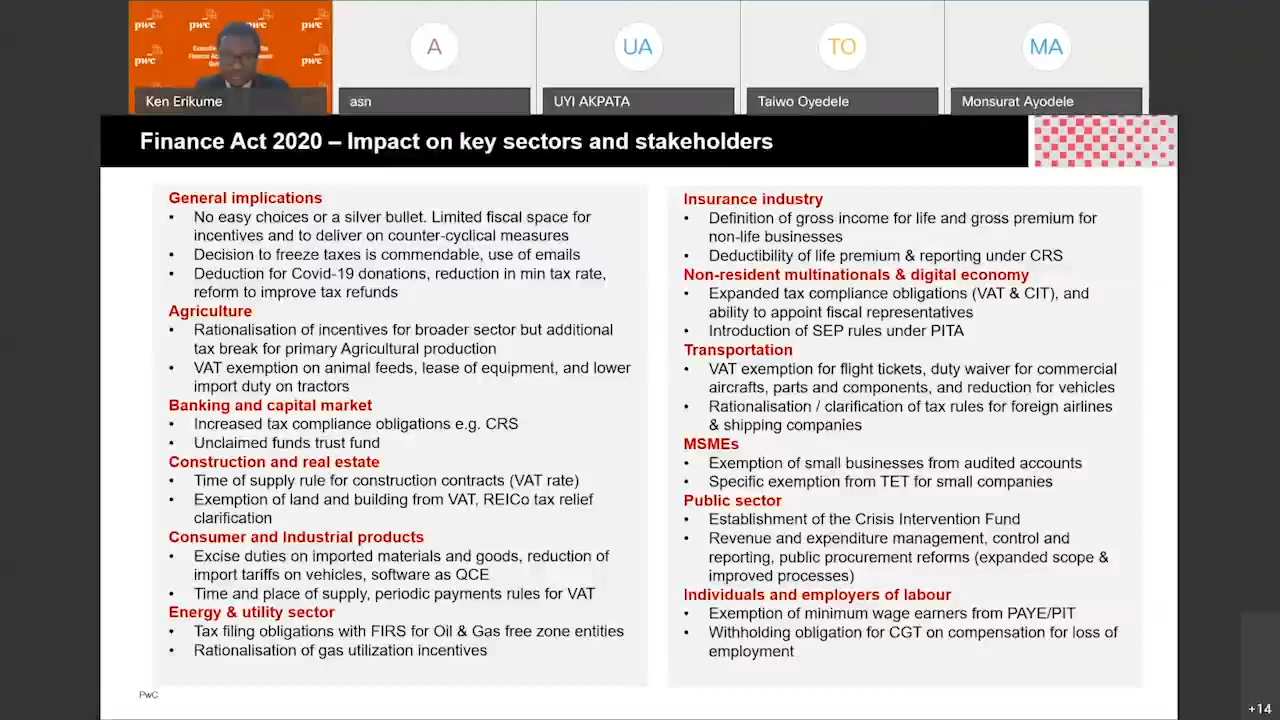 pwc
pwc
pwc
pwc
pwc
Ken Erikume
A
asn
UA
UYI AKPATA
TO
Taiwo Oyedele
MA
Monsurat Ayodele
Finance Act 2020 – Impact on key sectors and stakeholders
General implications
• No easy choices or a silver bullet. Limited fiscal space for
incentives and to deliver on counter-cyclical measures
• Decision to freeze taxes is commendable, use of emails
• Deduction for Covid-19 donations, reduction in min tax rate,
reform to improve tax refunds
Agriculture
• Rationalisation of incentives for broader sector but additional
tax break for primary Agricultural production
• VAT exemption on animal feeds, lease of equipment, and lower
import duty on tractors
Banking and capital market
• Increased tax compliance obligations e.g. CRS
• Unclaimed funds trust fund
Construction and real estate
• Time of supply rule for construction contracts (VAT rate)
• Exemption of land and building from VAT, REICo tax relief
clarification
Consumer and Industrial products
• Excise duties on imported materials and goods, reduction of
import tariffs on vehicles, software as QCE
• Time and place of supply, periodic payments rules for VAT
Energy & utility sector
• Tax filing obligations with FIRS for Oil & Gas free zone entities
• Rationalisation of gas utilization incentives
Insurance industry
• Definition of gross income for life and gross premium for
non-life businesses
• Deductibility of life premium & reporting under CRS
Non-resident multinationals & digital economy
• Expanded tax compliance obligations (VAT & CIT), and
ability to appoint fiscal representatives
• Introduction of SEP rules under PITA
Transportation
• VAT exemption for flight tickets, duty waiver for commercial
aircrafts, parts and components, and reduction for vehicles
• Rationalisation / clarification of tax rules for foreign airlines
& shipping companies
MSMEs
• Exemption of small businesses from audited accounts
• Specific exemption from TET for small companies
Public sector
• Establishment of the Crisis Intervention Fund
• Revenue and expenditure management, control and
reporting, public procurement reforms (expanded scope &
improved processes)
Individuals and employers of labour
• Exemption of minimum wage earners from PAYE/PIT
• Withholding obligation for CGT on compensation for loss of
employment
PwC
+14